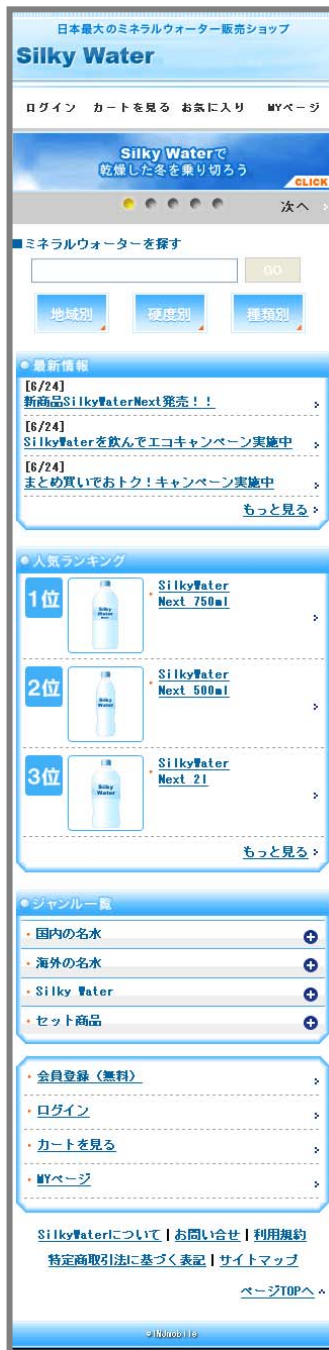 日本最大のミネラルウォーター販売ショップ
Silky Water
ログイン カートを見る お気に入り MYページ
Silky Waterで
乾燥した冬を乗り切ろう
CLICK
次へ
■ミネラルウォーターを探す
GO
地域別 硬度別 種類別
最新情報
[6/24]
新商品SilkyWaterNext発売！！
[6/24]
SilkyWaterを飲んでエコキャンペーン実施中
[6/24]
まとめ買いでおトク！キャンペーン実施中
もっと見る
人気ランキング
1位
SilkyWater
Next 750ml
2位
SilkyWater
Next 500ml
3位
SilkyWater
Next 2l
もっと見る
ジャンル一覧
・国内の名水
・海外の名水
・Silky Water
・セット商品
・会員登録（無料）
・ログイン
・カートを見る
・MYページ
SilkyWaterについて | お問い合せ | 利用規約
特定商取引法に基づく表記 | サイトマップ
ページTOPへ